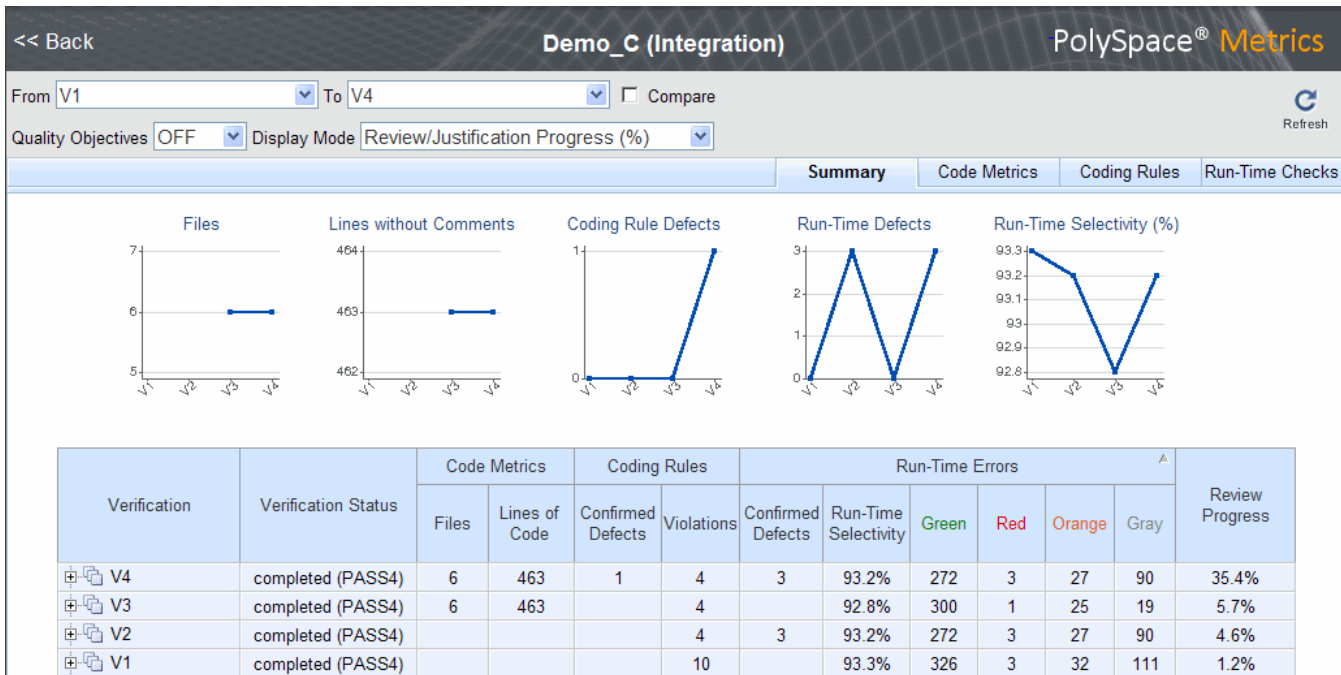 << Back
Demo_C (Integration)
PolySpace® Metrics
From V1 To V4 Compare
Refresh
Quality Objectives OFF Display Mode Review/Justification Progress (%)
Summary Code Metrics Coding Rules Run-Time Checks
Files
7
6
5
V1 V2 V3 V4
Lines without Comments
464
463
462
V1 V2 V3 V4
Coding Rule Defects
1
0
V1 V2 V3 V4
Run-Time Defects
3
2
1
0
V1 V2 V3 V4
Run-Time Selectivity (%)
93.3
93.2
93.1
93
92.9
92.8
V1 V2 V3 V4
Verification
Verification Status
Code Metrics
Coding Rules
Run-Time Errors
Review
Progress
Files
Lines of
Code
Confirmed
Defects
Violations
Confirmed
Defects
Run-Time
Selectivity
Green
Red
Orange
Gray
V4 completed (PASS4) 6 463 1 4 3 93.2% 272 3 27 90 35.4%
V3 completed (PASS4) 6 463 4 92.8% 300 1 25 19 5.7%
V2 completed (PASS4) 4 3 93.2% 272 3 27 90 4.6%
V1 completed (PASS4) 10 93.3% 326 3 32 111 1.2%